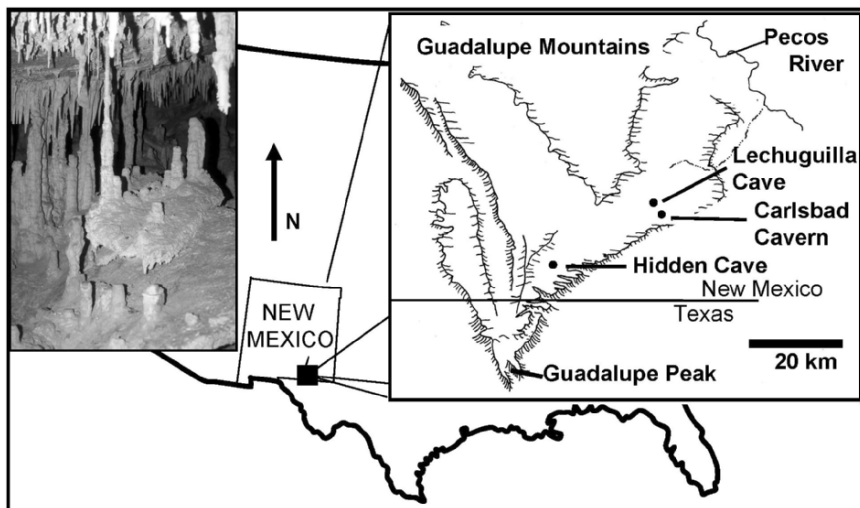 Guadalupe Mountains
Pecos
River
Lechuguilla
Cave
Carlsbad
Cavern
Hidden Cave
New Mexico
Texas
20 km
Guadalupe Peak
N
NEW
MEXICO